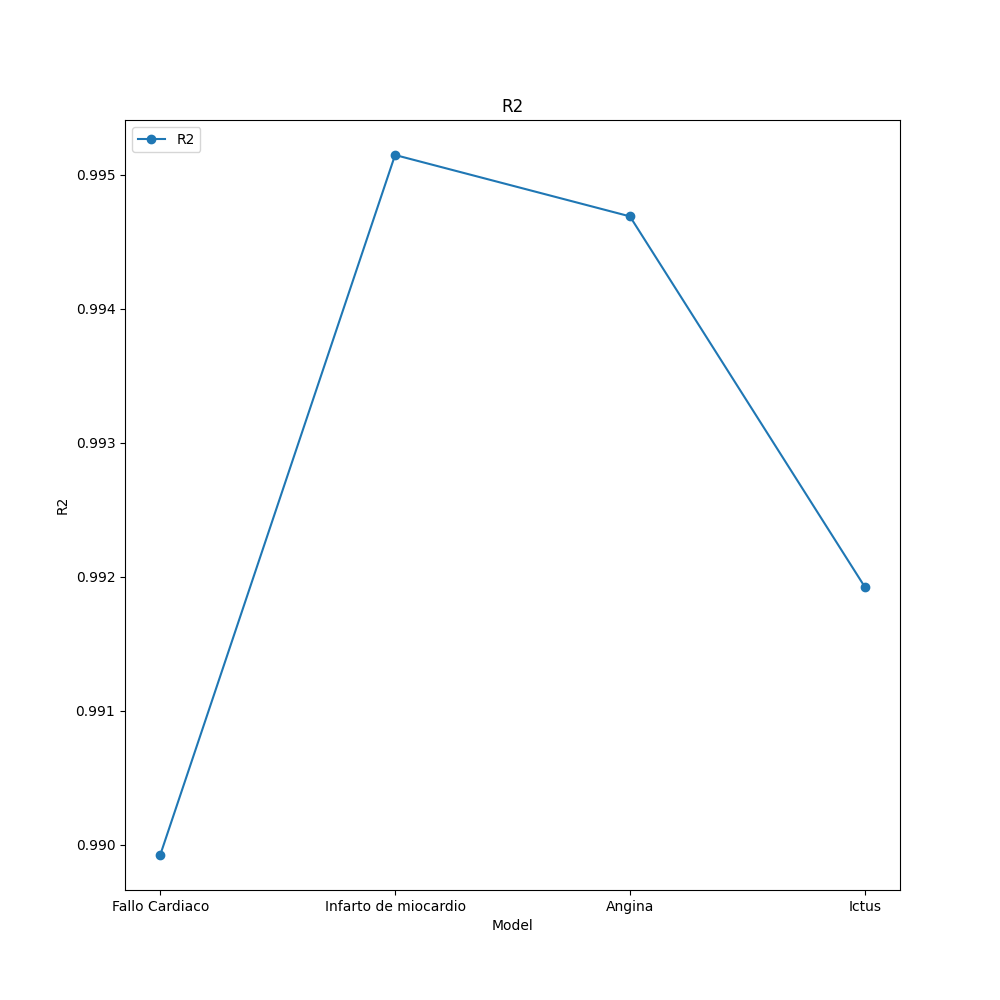 R2
R2
0.995
0.994
0.993
0.992
0.991
0.990
R2
Fallo Cardiaco
Infarto de miocardio
Angina
Ictus
Model